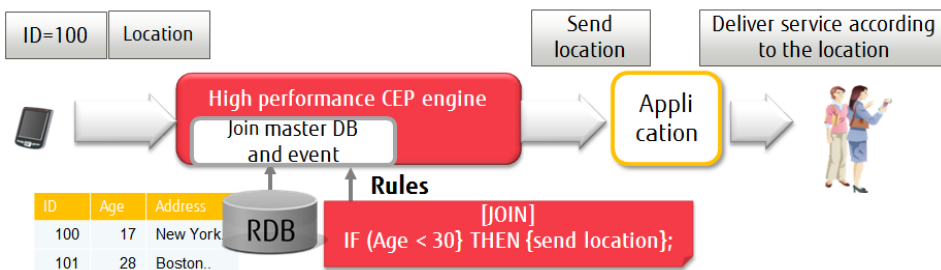 ID=100
Location
Send
location
Deliver service according
to the location
High performance CEP engine
Join master DB
and event
Appli
cation
Rules
ID Age Address
100 17 New York
101 28 Boston..
RDB
[JOIN]
IF (Age < 30} THEN {send location};